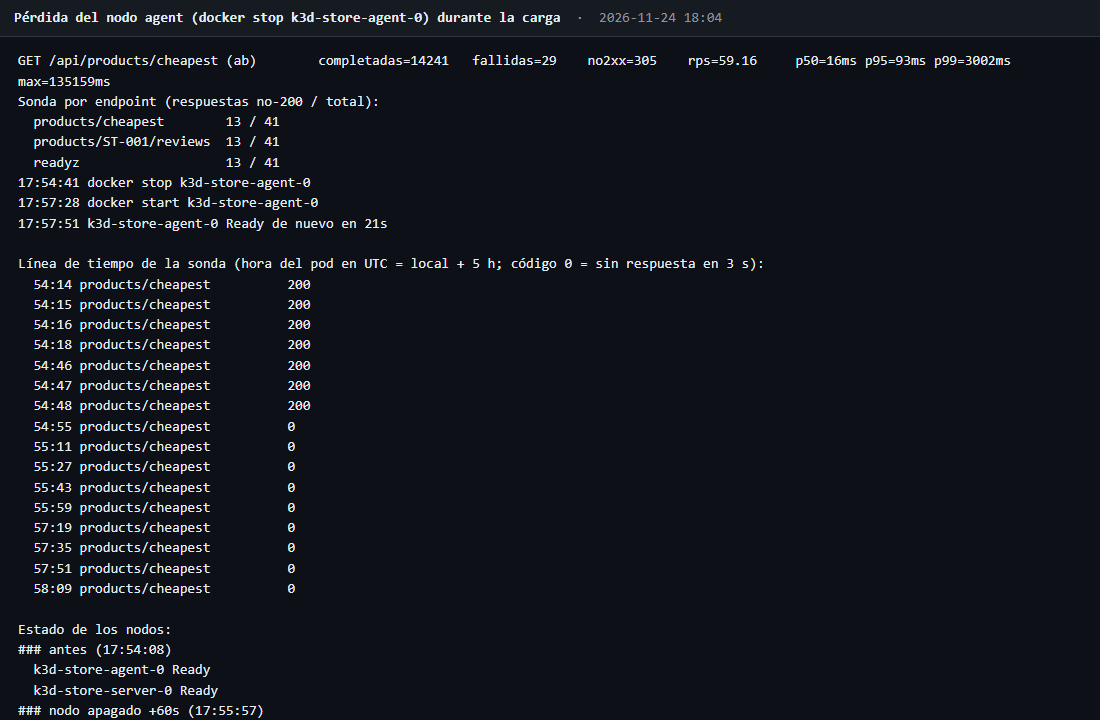 Pérdida del nodo agent (docker stop k3d-store-agent-0) durante la carga · 2026-11-24 18:04
GET /api/products/cheapest (ab) completadas=14241 fallidas=29 no2xx=305 rps=59.16 p50=16ms p95=93ms p99=3002ms
max=135159ms
Sonda por endpoint (respuestas no-200 / total):
products/cheapest 13 / 41
products/ST-001/reviews 13 / 41
readyz 13 / 41
17:54:41 docker stop k3d-store-agent-0
17:57:28 docker start k3d-store-agent-0
17:57:51 k3d-store-agent-0 Ready de nuevo en 21s
Línea de tiempo de la sonda (hora del pod en UTC = local + 5 h; código 0 = sin respuesta en 3 s):
54:14 products/cheapest 200
54:15 products/cheapest 200
54:16 products/cheapest 200
54:18 products/cheapest 200
54:46 products/cheapest 200
54:47 products/cheapest 200
54:48 products/cheapest 200
54:55 products/cheapest 0
55:11 products/cheapest 0
55:27 products/cheapest 0
55:43 products/cheapest 0
55:59 products/cheapest 0
57:19 products/cheapest 0
57:35 products/cheapest 0
57:51 products/cheapest 0
58:09 products/cheapest 0
Estado de los nodos:
### antes (17:54:08)
k3d-store-agent-0 Ready
k3d-store-server-0 Ready
### nodo apagado +60s (17:55:57)